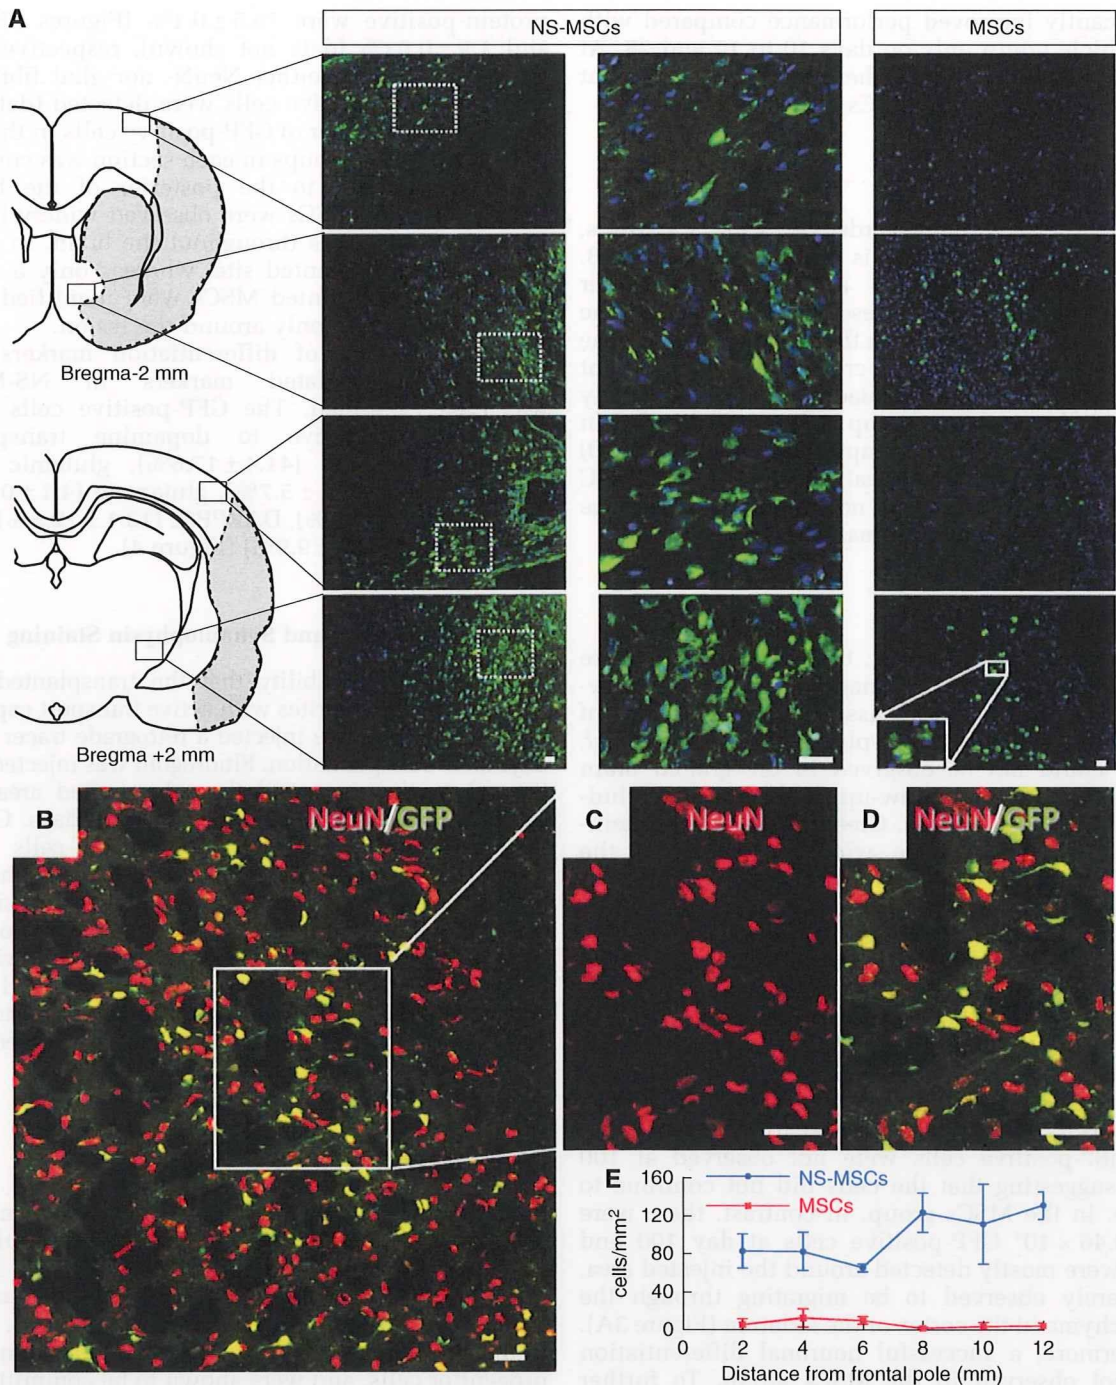 A
NS-MSCs
MSCs
Bregma-2 mm
Bregma +2 mm
B
NeuN/GFP
C
NeuN
D
NeuN/GFP
E
NS-MSCs
MSCs
cells/mm2
160
120
80
40
0
0 2 4 6 8 10 12
Distance from frontal pole (mm)